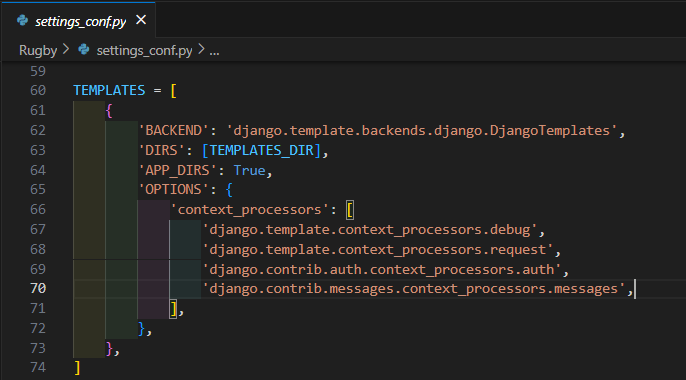 settings_conf.py
Rugby > settings_conf.py > ...
59
60 TEMPLATES = [
61     {
62         'BACKEND': 'django.template.backends.django.DjangoTemplates',
63         'DIRS': [TEMPLATES_DIR],
64         'APP_DIRS': True,
65         'OPTIONS': {
66             'context_processors': [
67                 'django.template.context_processors.debug',
68                 'django.template.context_processors.request',
69                 'django.contrib.auth.context_processors.auth',
70                 'django.contrib.messages.context_processors.messages',
71             ],
72         },
73     },
74 ]